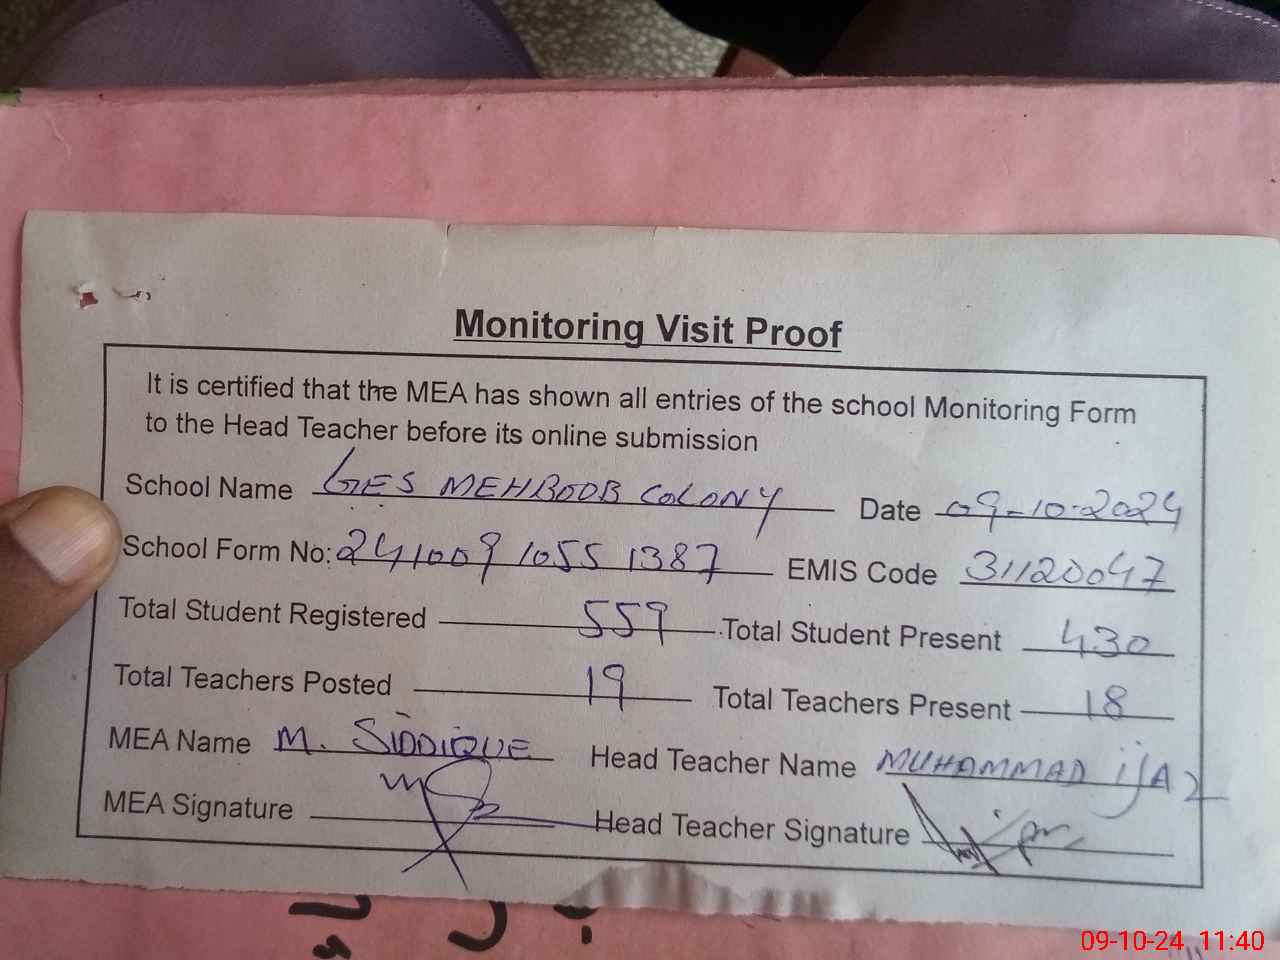 Monitoring Visit Proof
It is certified that the MEA has shown all entries of the school Monitoring Form
to the Head Teacher before its online submission
School Name GES MEHBOOB COLONY Date 09-10-2024
School Form No: 241009 1055 1387 EMIS Code 31120047
Total Student Registered 559 Total Student Present 430
Total Teachers Posted 19 Total Teachers Present 18
MEA Name M. SIDDIQUE Head Teacher Name MUHAMMAD IJAZ
MEA Signature Head Teacher Signature
09-10-24 11:40